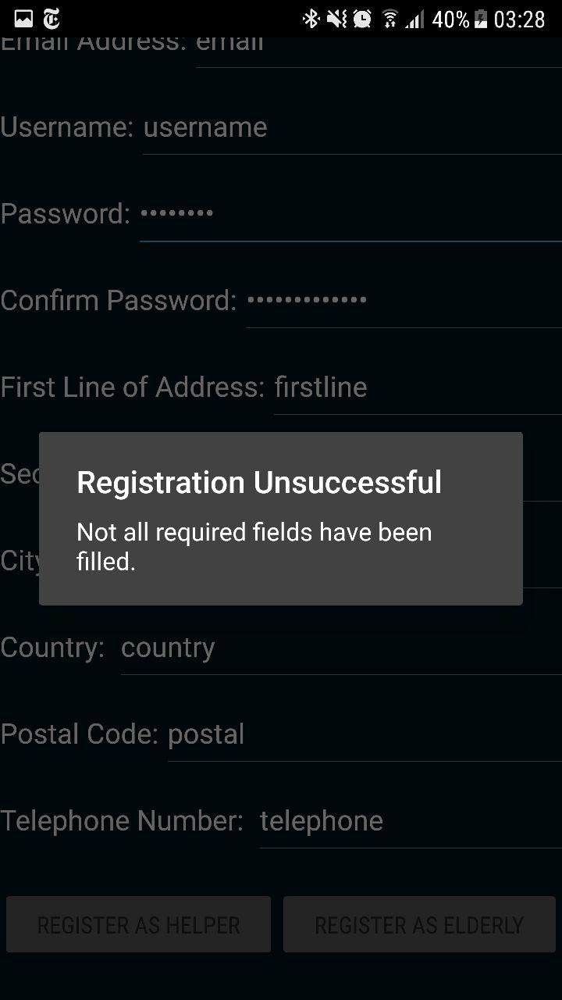 40% 03:28
Email Address: email
Username: username
Password: ••••••••
Confirm Password: •••••••••••••
First Line of Address: firstline
Registration Unsuccessful
Not all required fields have been
filled.
City
Country: country
Postal Code: postal
Telephone Number: telephone
REGISTER AS HELPER REGISTER AS ELDERLY